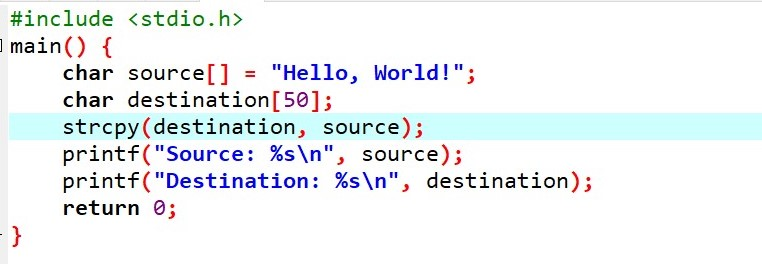 #include <stdio.h>
main() {
    char source[] = "Hello, World!";
    char destination[50];
    strcpy(destination, source);
    printf("Source: %s\n", source);
    printf("Destination: %s\n", destination);
    return 0;
}